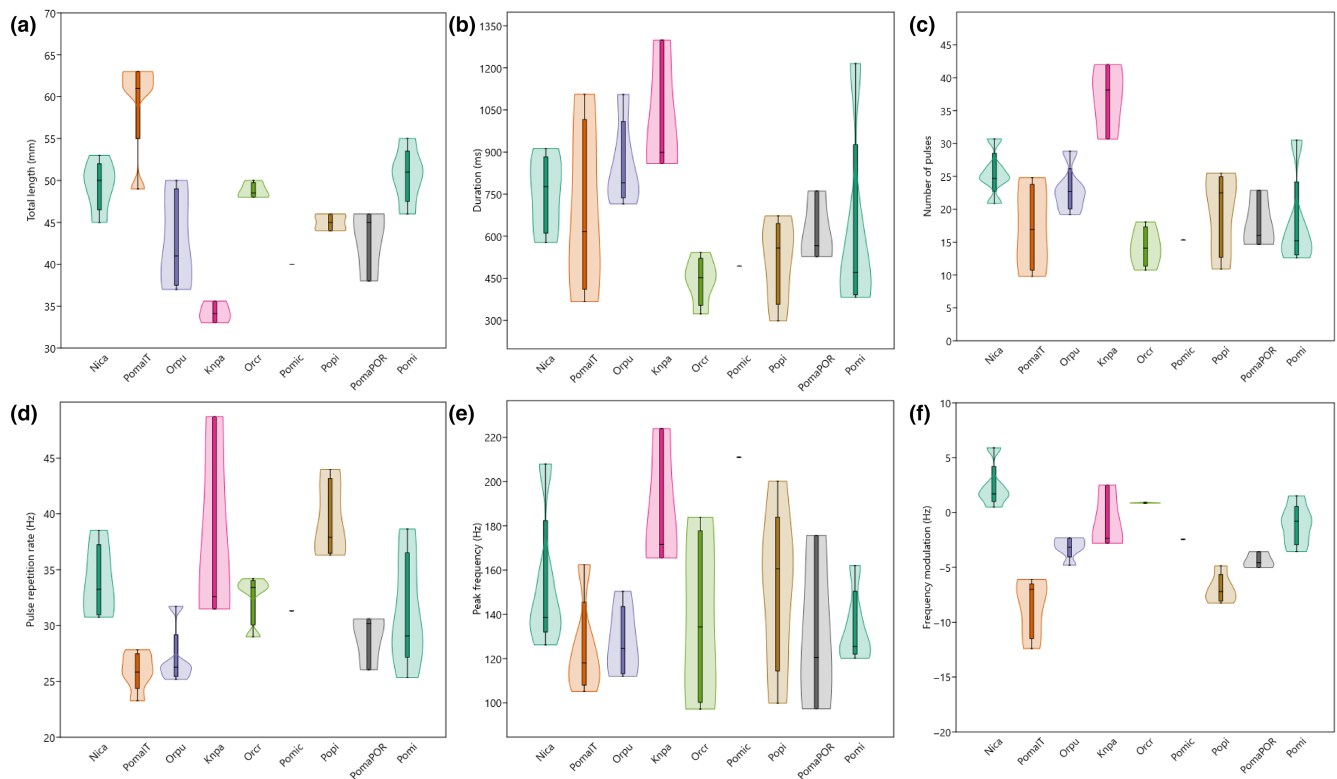 (a)
Total length (mm)
70
65
60
55
50
45
40
35
30
Nica PomaIT Orpu Knpa Orcr Pomic Popi PomaPOR Pomi
(b)
Duration (ms)
1350
1200
1050
900
750
600
450
300
Nica PomaIT Orpu Knpa Orcr Pomic Popi PomaPOR Pomi
(c)
Number of pulses
45
40
35
30
25
20
15
10
5
0
Nica PomaIT Orpu Knpa Orcr Pomic Popi PomaPOR Pomi
(d)
Pulse repetition rate (Hz)
45
40
35
30
25
20
Nica PomaIT Orpu Knpa Orcr Pomic Popi PomaPOR Pomi
(e)
Peak frequency (Hz)
220
200
180
160
140
120
100
Nica PomaIT Orpu Knpa Orcr Pomic Popi PomaPOR Pomi
(f)
Frequency modulation (Hz)
10
5
0
−5
−10
−15
−20
Nica PomaIT Orpu Knpa Orcr Pomic Popi PomaPOR Pomi